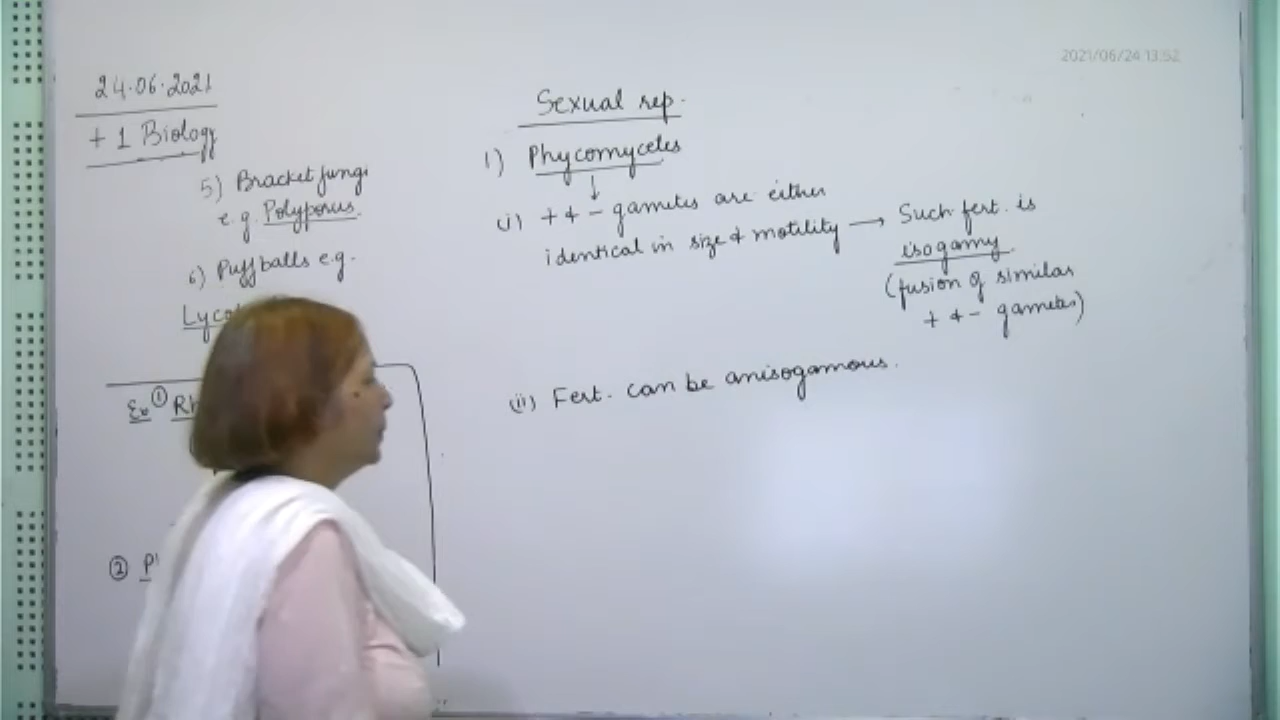 2021/06/24 13:52
24.06.2021
+ 1 Biology
5) Bracket fungi
e.g. Polyporus.
6) Puffballs e.g.
Ex ①
②
Sexual rep.
1) Phycomycetes
↓
(i) + & - gametes are either
identical in size & motility → Such fert. is
isogamy
(fusion of similar
+ & - gametes)
(ii) Fert. can be anisogamous.